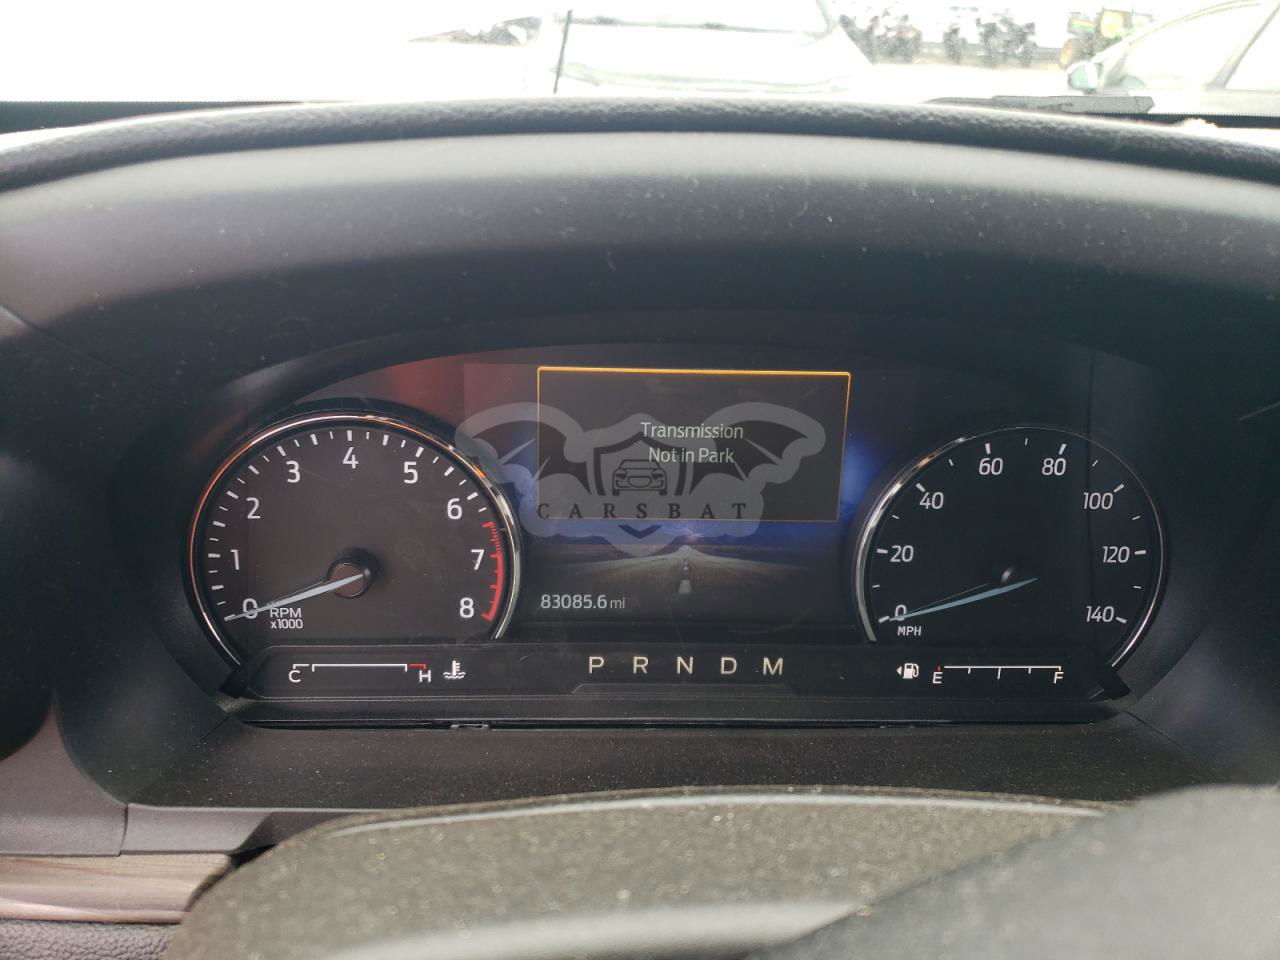 Transmission
Not in Park
CARSBAT
83085.6 mi
0 1 2 3 4 5 6 7 8
RPM
x1000
0 20 40 60 80 100 120 140
MPH
C H
P R N D M
E F